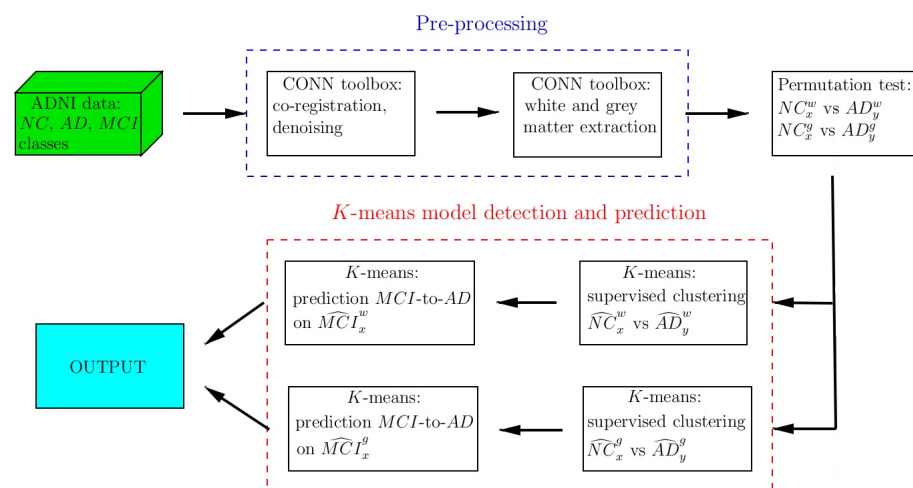 Pre-processing
ADNI data:
NC, AD, MCI
classes
CONN toolbox:
co-registration,
denoising
CONN toolbox:
white and grey
matter extraction
Permutation test:
$NC_x^w$ vs $AD_y^w$
$NC_x^g$ vs $AD_y^g$
K-means model detection and prediction
K-means:
prediction MCI-to-AD
on $\widehat{MCI}_x^w$
K-means:
supervised clustering
$\widehat{NC}_x^w$ vs $\widehat{AD}_y^w$
OUTPUT
K-means:
prediction MCI-to-AD
on $\widehat{MCI}_x^g$
K-means:
supervised clustering
$\widehat{NC}_x^g$ vs $\widehat{AD}_y^g$